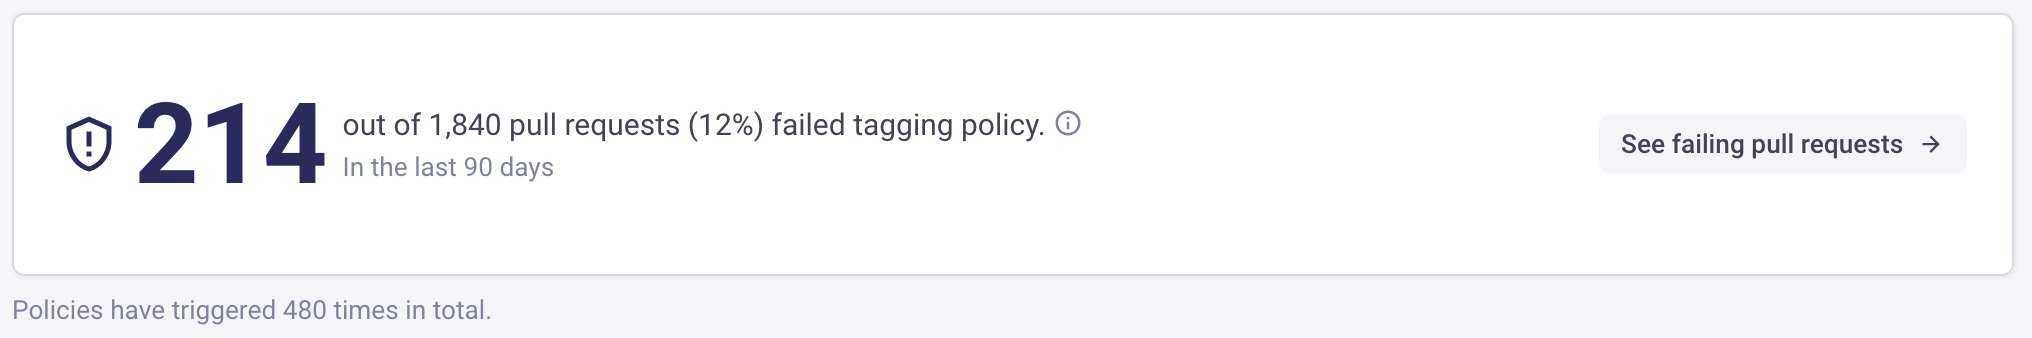 214 out of 1,840 pull requests (12%) failed tagging policy.
In the last 90 days
See failing pull requests
Policies have triggered 480 times in total.